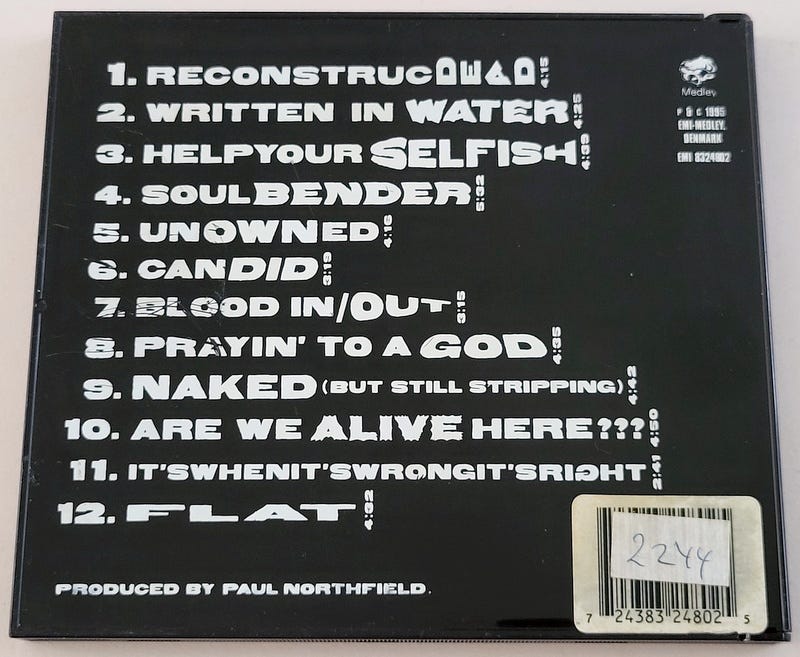 1. RECONSTRUCDEAD 4:15
2. WRITTEN IN WATER 4:25
3. HELPYOUR SELFISH 4:39
4. SOULBENDER 5:32
5. UNOWNED 4:16
6. CANDID 3:19
7. BLOOD IN/OUT 3:15
8. PRAYIN' TO A GOD 4:35
9. NAKED (BUT STILL STRIPPING) 4:42
10. ARE WE ALIVE HERE??? 4:50
11. IT'SWHENIT'SWRONGIT'SRIGHT 2:41
12. FLAT 4:32
PRODUCED BY PAUL NORTHFIELD.
Medley
P & C 1995
EMI-MEDLEY,
DENMARK
EMI 8324802
2244
7 24383 24802 5